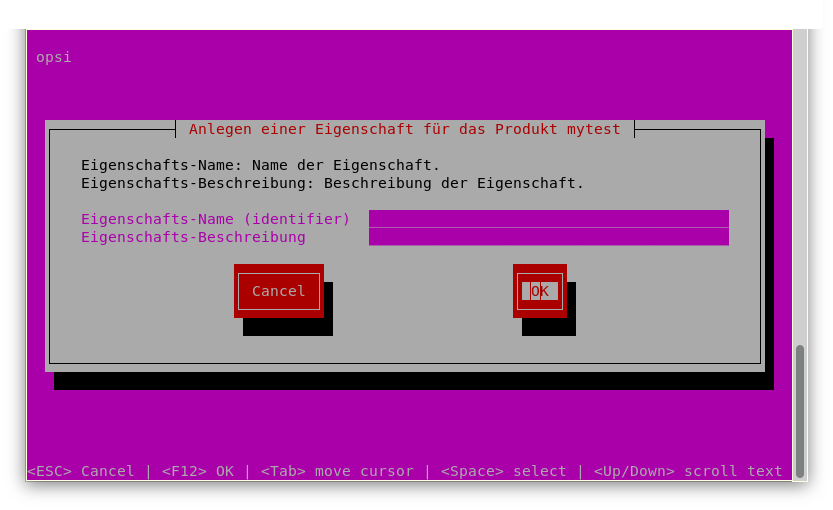 opsi
Anlegen einer Eigenschaft für das Produkt mytest
Eigenschafts-Name: Name der Eigenschaft.
Eigenschafts-Beschreibung: Beschreibung der Eigenschaft.
Eigenschafts-Name (identifier)
Eigenschafts-Beschreibung
Cancel OK
<ESC> Cancel | <F12> OK | <Tab> move cursor | <Space> select | <Up/Down> scroll text